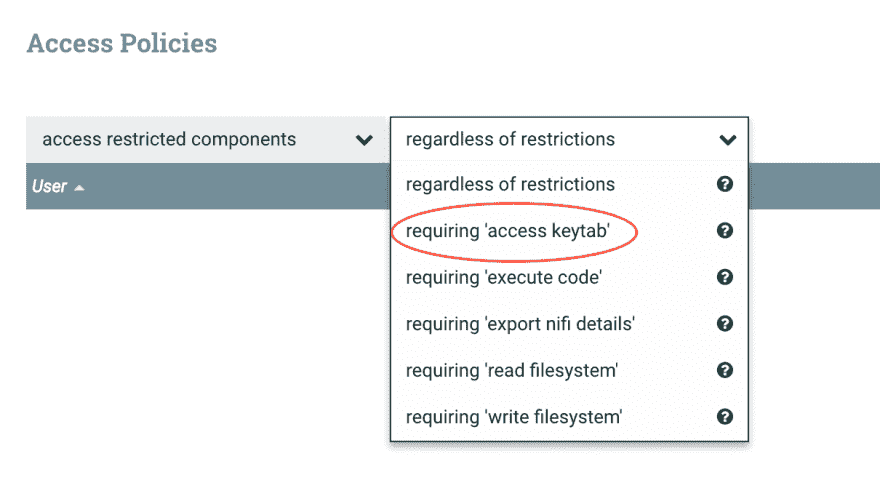 Access Policies
access restricted components
regardless of restrictions
User
regardless of restrictions
requiring 'access keytab'
requiring 'execute code'
requiring 'export nifi details'
requiring 'read filesystem'
requiring 'write filesystem'